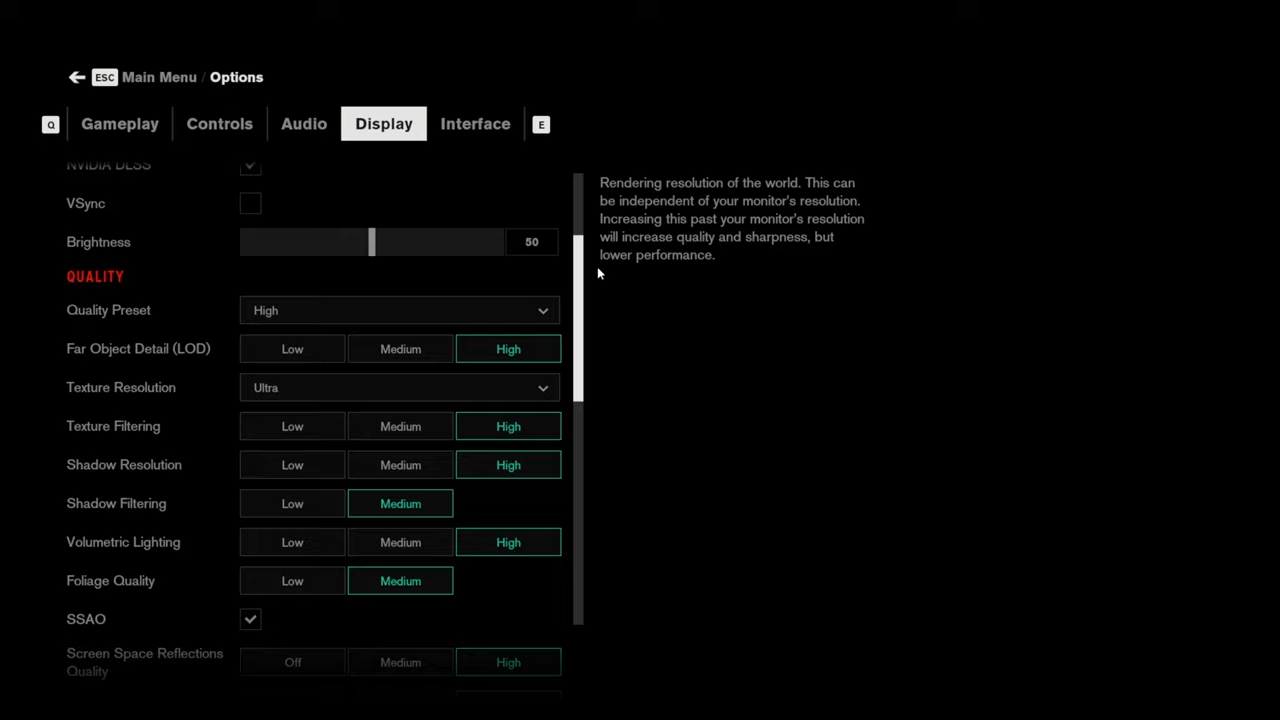 ESC Main Menu / Options
Q Gameplay Controls Audio Display Interface E
NVIDIA DLSS
VSync
Brightness 50
QUALITY
Quality Preset High
Far Object Detail (LOD) Low Medium High
Texture Resolution Ultra
Texture Filtering Low Medium High
Shadow Resolution Low Medium High
Shadow Filtering Low Medium
Volumetric Lighting Low Medium High
Foliage Quality Low Medium
SSAO
Screen Space Reflections
Quality Off Medium High
Rendering resolution of the world. This can
be independent of your monitor's resolution.
Increasing this past your monitor's resolution
will increase quality and sharpness, but
lower performance.